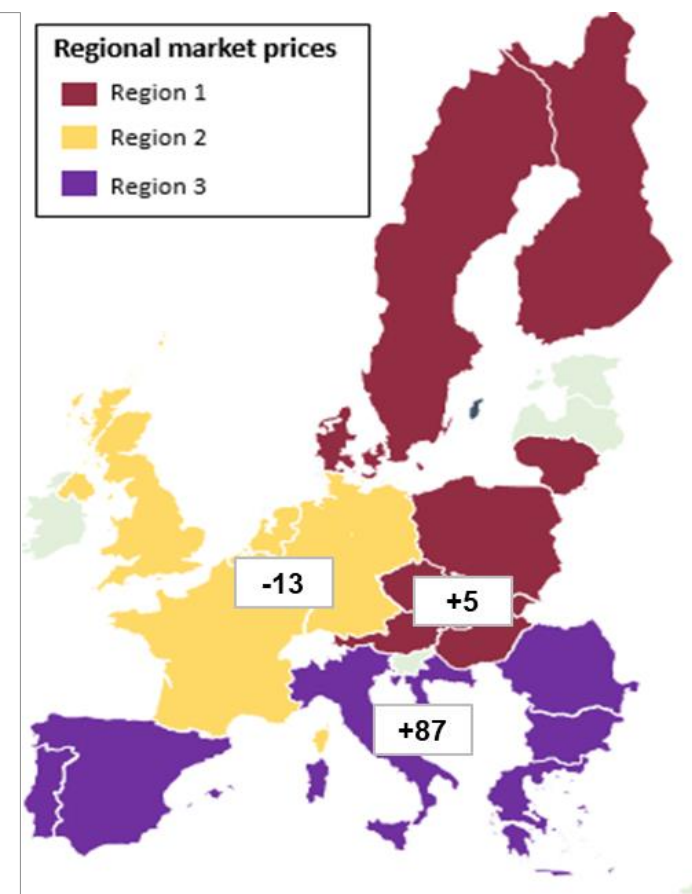 Regional market prices
Region 1
Region 2
Region 3
-13
+5
+87